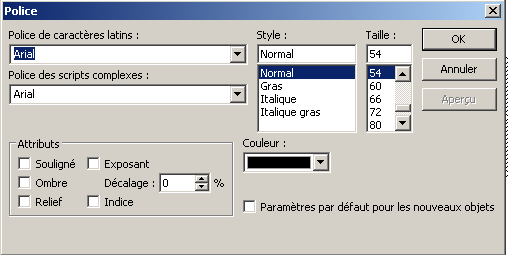 Police
Police de caractères latins :
Arial
Police des scripts complexes :
Arial
Style :
Normal
Normal
Gras
Italique
Italique gras
Taille :
54
54
60
66
72
80
OK
Annuler
Aperçu
Attributs
Souligné Exposant
Ombre Décalage : 0 %
Relief Indice
Couleur :
Paramètres par défaut pour les nouveaux objets